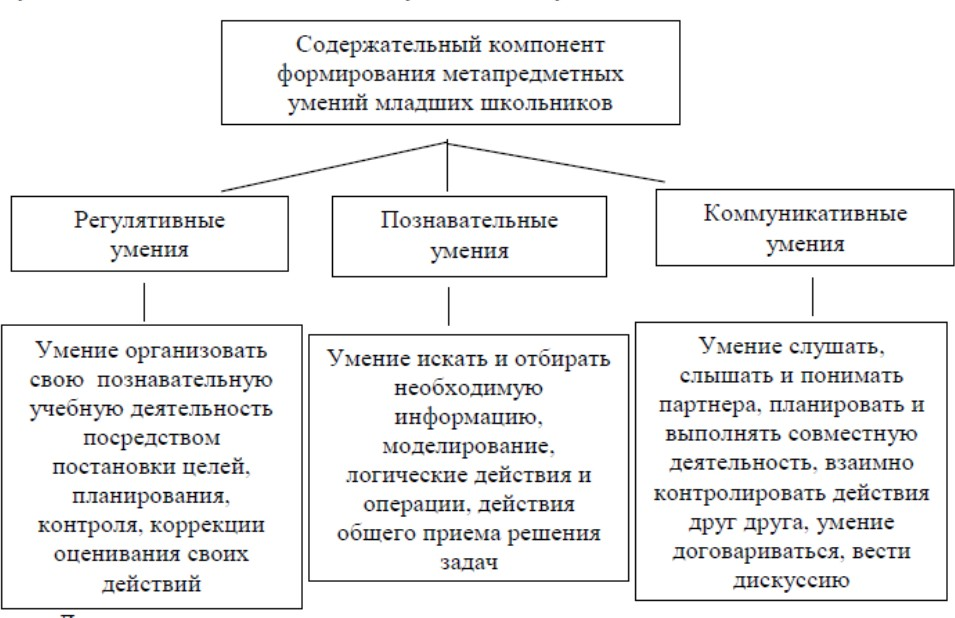 Содержательный компонент
формирования метапредметных
умений младших школьников
Регулятивные
умения
Познавательные
умения
Коммуникативные
умения
Умение организовать
свою познавательную
учебную деятельность
посредством
постановки целей,
планирования,
контроля, коррекции
оценивания своих
действий
Умение искать и отбирать
необходимую
информацию,
моделирование,
логические действия и
операции, действия
общего приема решения
задач
Умение слушать,
слышать и понимать
партнера, планировать и
выполнять совместную
деятельность, взаимно
контролировать действия
друг друга, умение
договариваться, вести
дискуссию